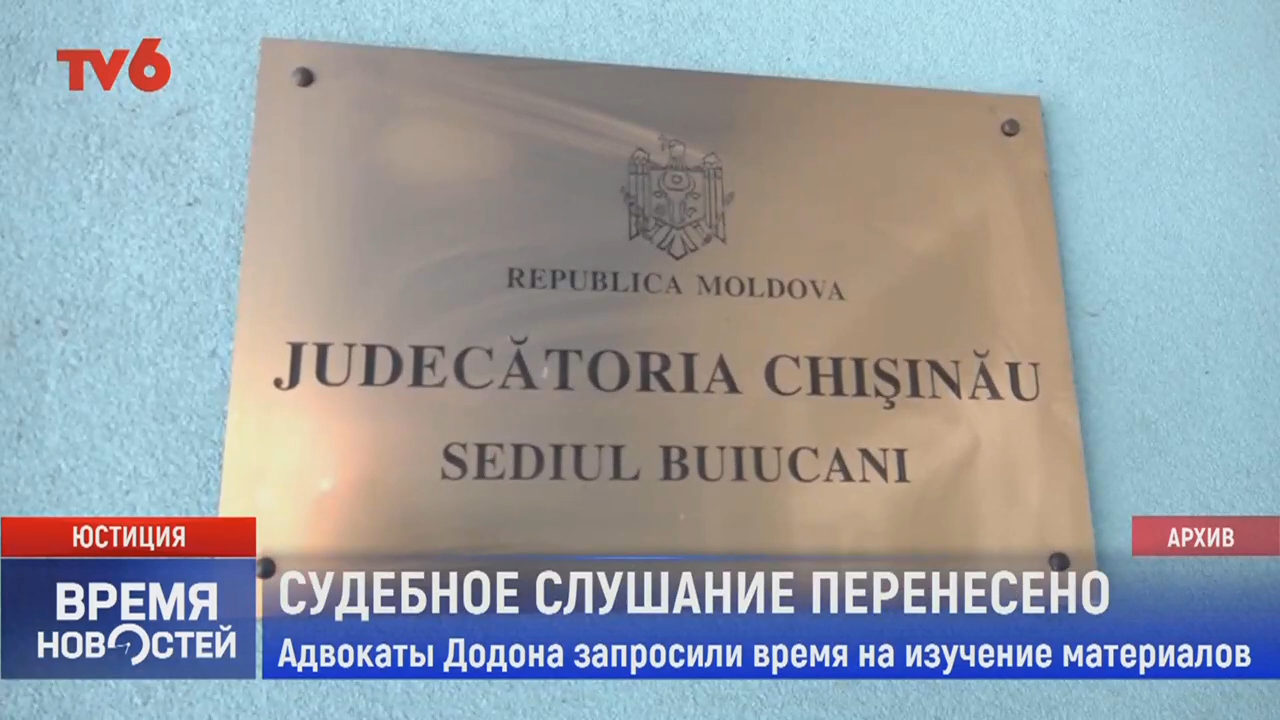 TV6
REPUBLICA MOLDOVA
JUDECĂTORIA CHIŞINĂU
SEDIUL BUIUCANI
ЮСТИЦИЯ
АРХИВ
ВРЕМЯ
НОВОСТЕЙ
СУДЕБНОЕ СЛУШАНИЕ ПЕРЕНЕСЕНО
Адвокаты Додона запросили время на изучение материалов